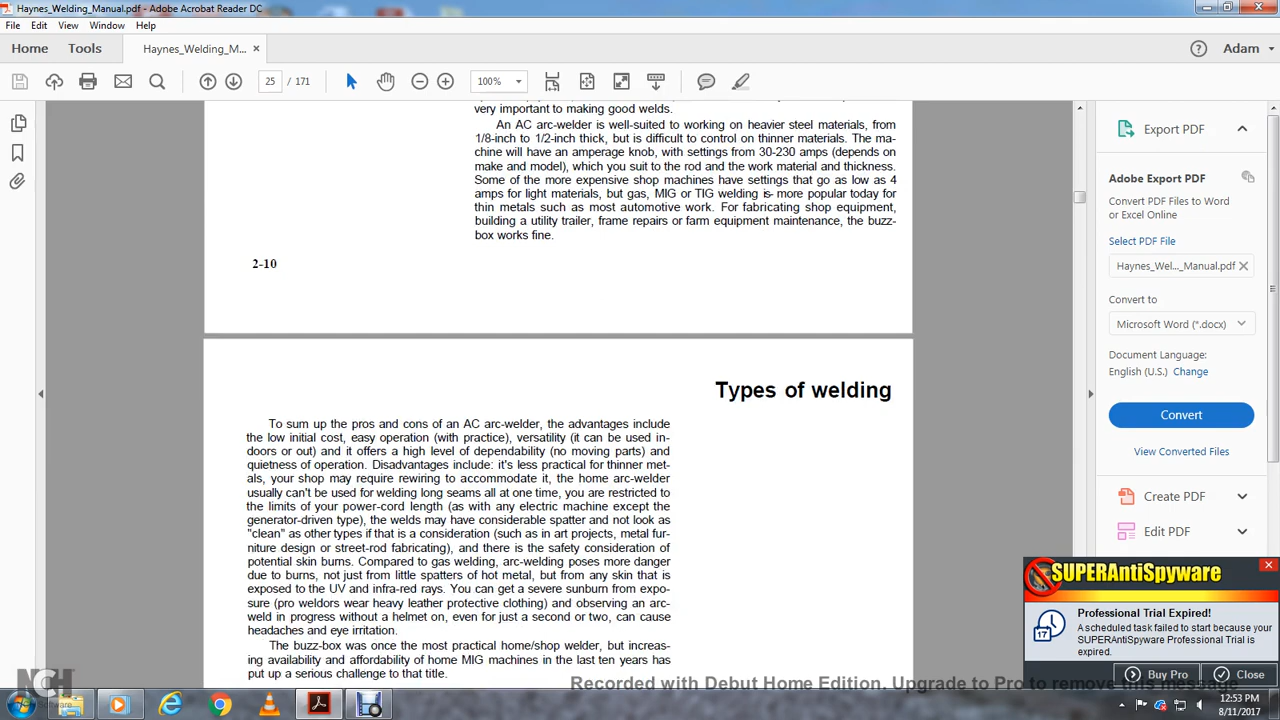 Haynes_Welding_Manual.pdf - Adobe Acrobat Reader DC
File Edit View Window Help
Home Tools Haynes_Welding_M... × Adam
25 / 171 100%
very important to making good welds.
An AC arc-welder is well-suited to working on heavier steel materials, from
1/8-inch to 1/2-inch thick, but is difficult to control on thinner materials. The ma-
chine will have an amperage knob, with settings from 30-230 amps (depends on
make and model), which you suit to the rod and the work material and thickness.
Some of the more expensive shop machines have settings that go as low as 4
amps for light materials, but gas, MIG or TIG welding is more popular today for
thin metals such as most automotive work. For fabricating shop equipment,
building a utility trailer, frame repairs or farm equipment maintenance, the buzz-
box works fine.
2-10
Types of welding
To sum up the pros and cons of an AC arc-welder, the advantages include
the low initial cost, easy operation (with practice), versatility (it can be used in-
doors or out) and it offers a high level of dependability (no moving parts) and
quietness of operation. Disadvantages include: it's less practical for thinner met-
als, your shop may require rewiring to accommodate it, the home arc-welder
usually can't be used for welding long seams all at one time, you are restricted to
the limits of your power-cord length (as with any electric machine except the
generator-driven type), the welds may have considerable spatter and not look as
"clean" as other types if that is a consideration (such as in art projects, metal fur-
niture design or street-rod fabricating), and there is the safety consideration of
potential skin burns. Compared to gas welding, arc-welding poses more danger
due to burns, not just from little spatters of hot metal, but from any skin that is
exposed to the UV and infra-red rays. You can get a severe sunburn from expo-
sure (pro weldors wear heavy leather protective clothing) and observing an arc-
weld in progress without a helmet on, even for just a second or two, can cause
headaches and eye irritation.
The buzz-box was once the most practical home/shop welder, but increas-
ing availability and affordability of home MIG machines in the last ten years has
put up a serious challenge to that title.
Export PDF
Adobe Export PDF
Convert PDF Files to Word
or Excel Online
Select PDF File
Haynes_Wel..._Manual.pdf
Convert to
Microsoft Word (*.docx)
Document Language:
English (U.S.) Change
Convert
View Converted Files
Create PDF
Edit PDF
SUPERAntiSpyware
Professional Trial Expired!
A scheduled task failed to start because your
SUPERAntiSpyware Professional Trial is
expired.
17
Buy Pro Close
NCH
Software
Recorded with Debut Home Edition. Upgrade to Pro to remove this message
12:53 PM
8/11/2017